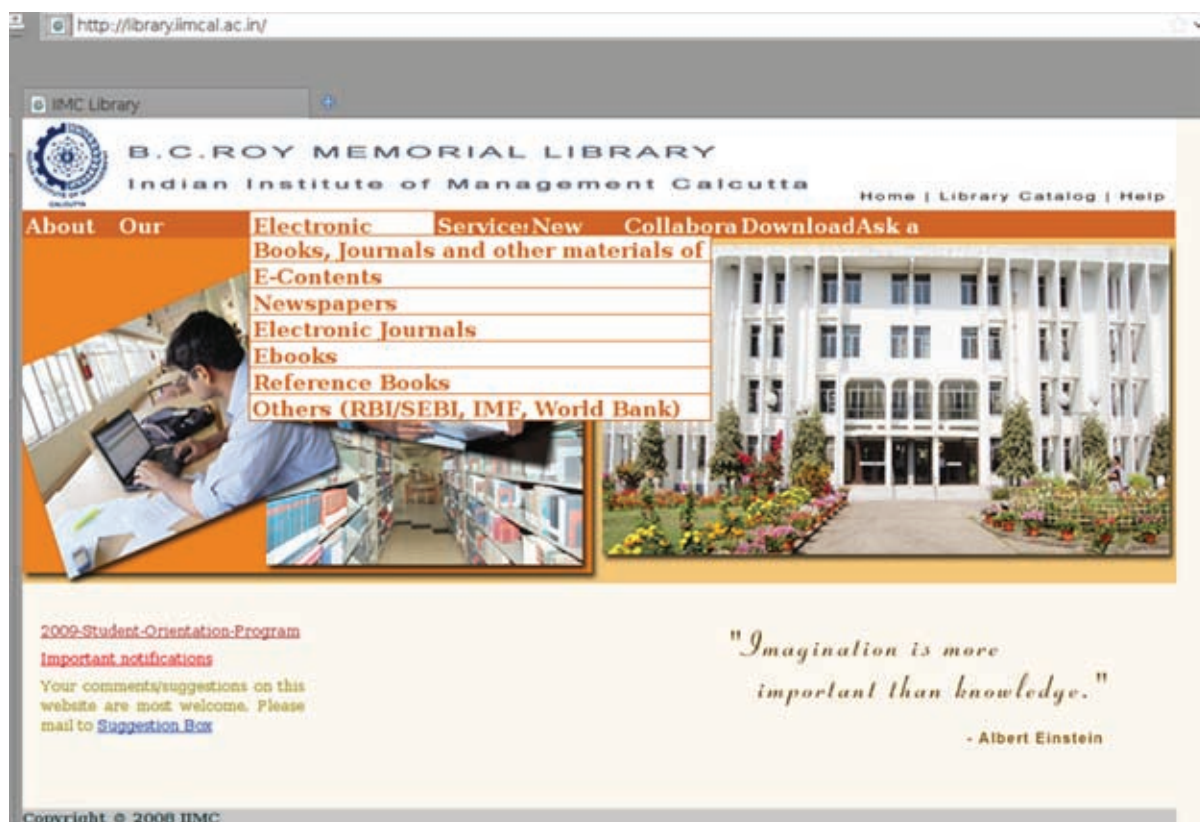 http://library.iimcal.ac.in/
IIMC Library
B.C.ROY MEMORIAL LIBRARY
Indian Institute of Management Calcutta
Home | Library Catalog | Help
About Our Electronic Services New Collabora Download Ask a
Books, Journals and other materials of
E-Contents
Newspapers
Electronic Journals
Ebooks
Reference Books
Others (RBI/SEBI, IMF, World Bank)
2009-Student-Orientation-Program
Important notifications
Your comments/suggestions on this
website are most welcome. Please
mail to Suggestion Box
"Imagination is more
important than knowledge."
- Albert Einstein
Copyright @ 2008 IIMC